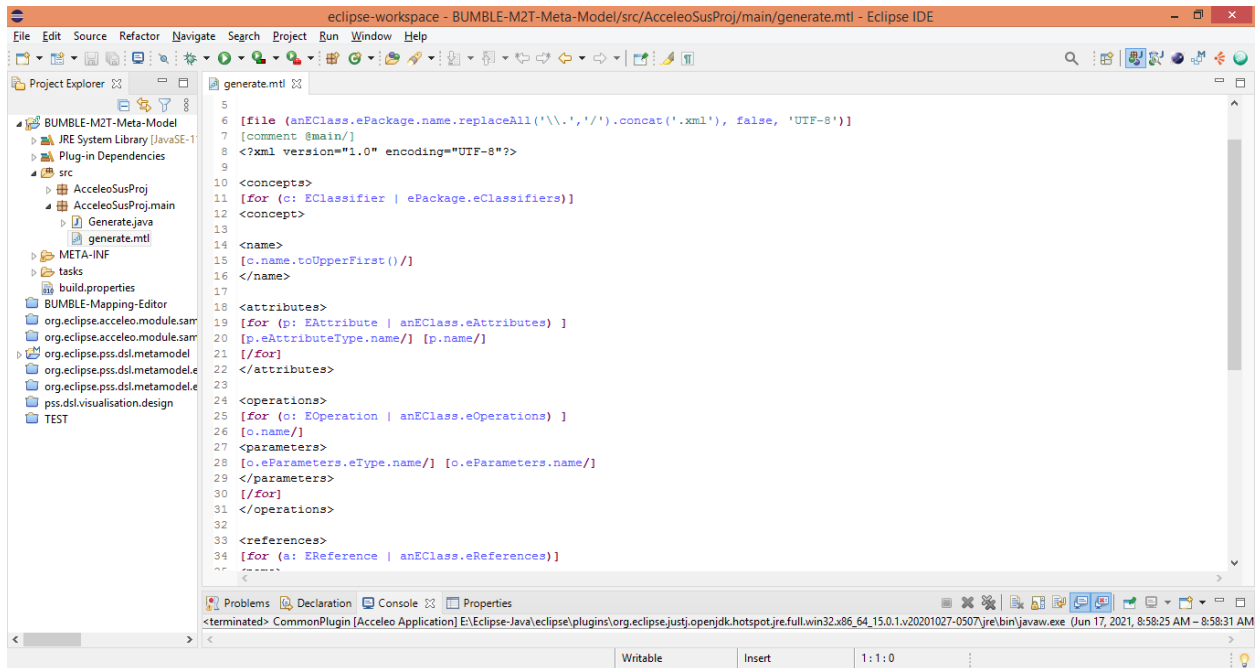 eclipse-workspace - BUMBLE-M2T-Meta-Model/src/AcceleoSusProj/main/generate.mtl - Eclipse IDE
File Edit Source Refactor Navigate Search Project Run Window Help
Project Explorer
BUMBLE-M2T-Meta-Model
JRE System Library [JavaSE-1
Plug-in Dependencies
src
AcceleoSusProj
AcceleoSusProj.main
Generate.java
generate.mtl
META-INF
tasks
build.properties
BUMBLE-Mapping-Editor
org.eclipse.acceleo.module.sam
org.eclipse.acceleo.module.sam
org.eclipse.pss.dsl.metamodel
org.eclipse.pss.dsl.metamodel.e
org.eclipse.pss.dsl.metamodel.e
pss.dsl.visualisation.design
TEST
generate.mtl
5
6 [file (anEClass.ePackage.name.replaceAll('\\.','/').concat('.xml'), false, 'UTF-8')]
7 [comment @main/]
8 <?xml version="1.0" encoding="UTF-8"?>
9
10 <concepts>
11 [for (c: EClassifier | ePackage.eClassifiers)]
12 <concept>
13
14 <name>
15 [c.name.toUpperFirst()/]
16 </name>
17
18 <attributes>
19 [for (p: EAttribute | anEClass.eAttributes) ]
20 [p.eAttributeType.name/] [p.name/]
21 [/for]
22 </attributes>
23
24 <operations>
25 [for (o: EOperation | anEClass.eOperations) ]
26 [o.name/]
27 <parameters>
28 [o.eParameters.eType.name/] [o.eParameters.name/]
29 </parameters>
30 [/for]
31 </operations>
32
33 <references>
34 [for (a: EReference | anEClass.eReferences)]
Problems Declaration Console Properties
<terminated> CommonPlugin [Acceleo Application] E:\Eclipse-Java\eclipse\plugins\org.eclipse.justj.openjdk.hotspot.jre.full.win32.x86_64_15.0.1.v20201027-0507\jre\bin\javaw.exe (Jun 17, 2021, 8:58:25 AM – 8:58:31 AM
Writable Insert 1:1:0